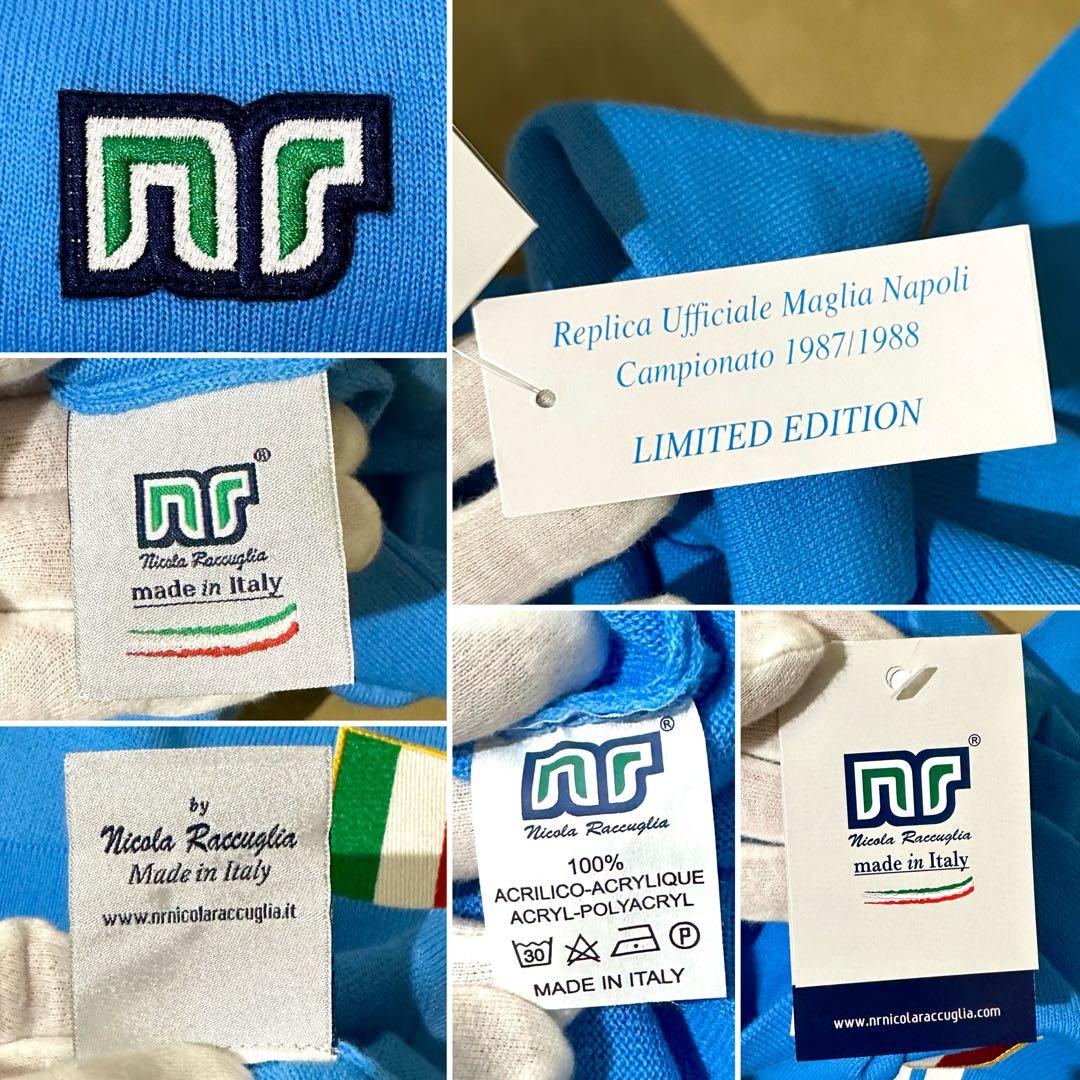 nr
Replica Ufficiale Maglia Napoli
Campionato 1987/1988
LIMITED EDITION
nr®
Nicola Raccuglia
made in Italy
by
Nicola Raccuglia
Made in Italy
www.nrnicolaraccuglia.it
nr®
Nicola Raccuglia
100%
ACRILICO-ACRYLIQUE
ACRYL-POLYACRYL
30 P
MADE IN ITALY
nr®
Nicola Raccuglia
made in Italy
www.nrnicolaraccuglia.com